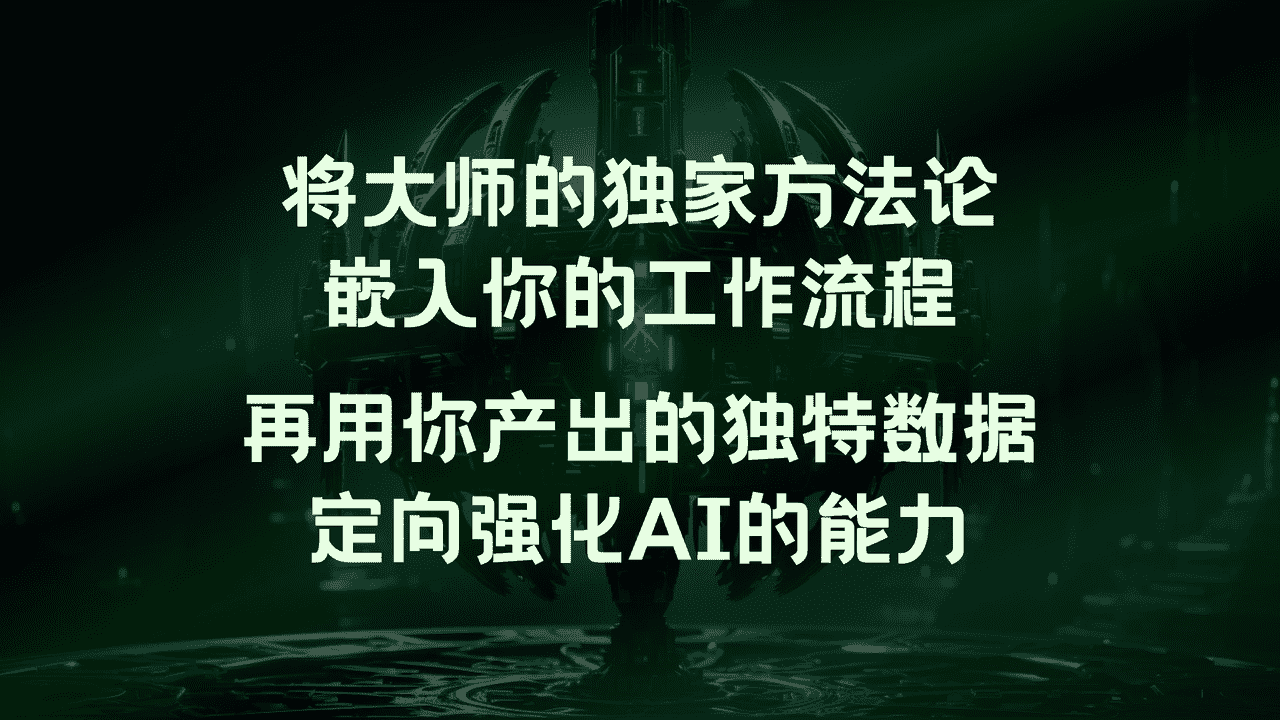 将大师的独家方法论
嵌入你的工作流程
再用你产出的独特数据
定向强化AI的能力